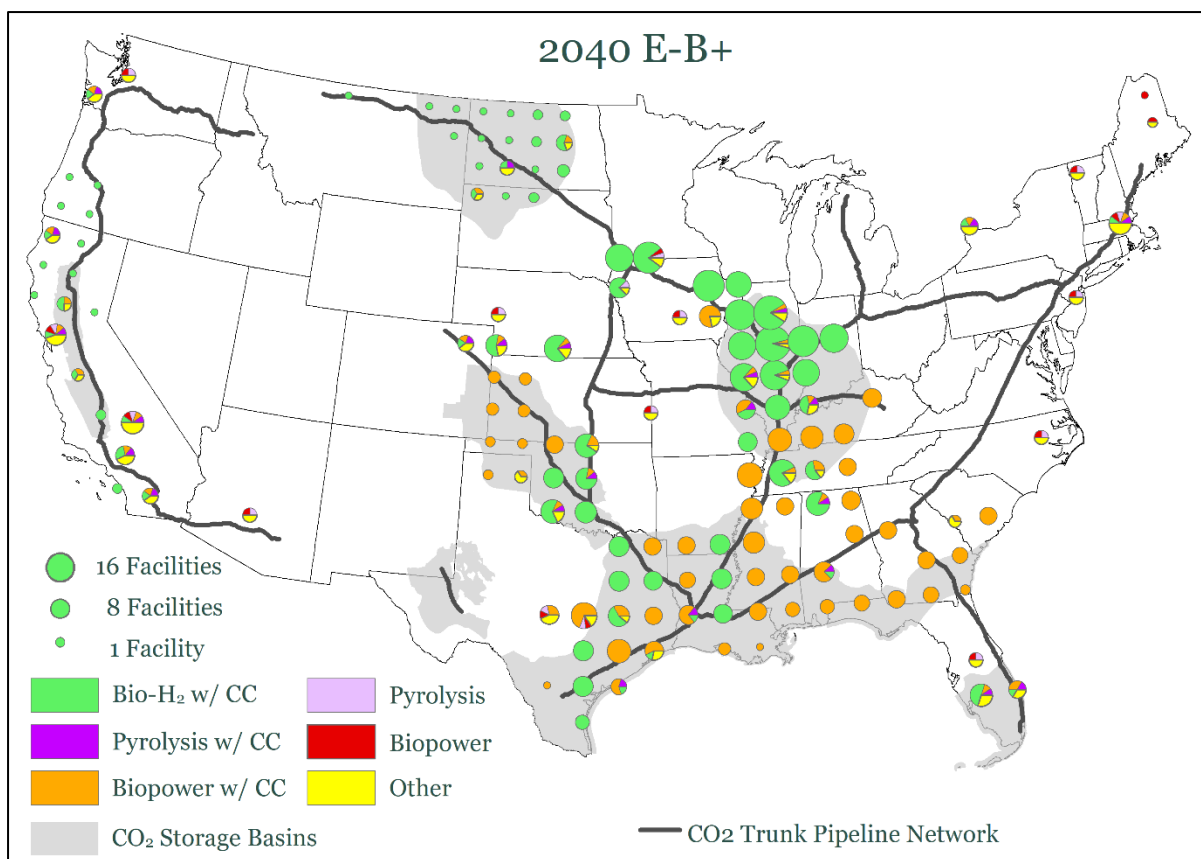 2040 E-B+
16 Facilities
8 Facilities
1 Facility
Bio-H₂ w/ CC
Pyrolysis
Pyrolysis w/ CC
Biopower
Biopower w/ CC
Other
CO₂ Storage Basins
CO2 Trunk Pipeline Network